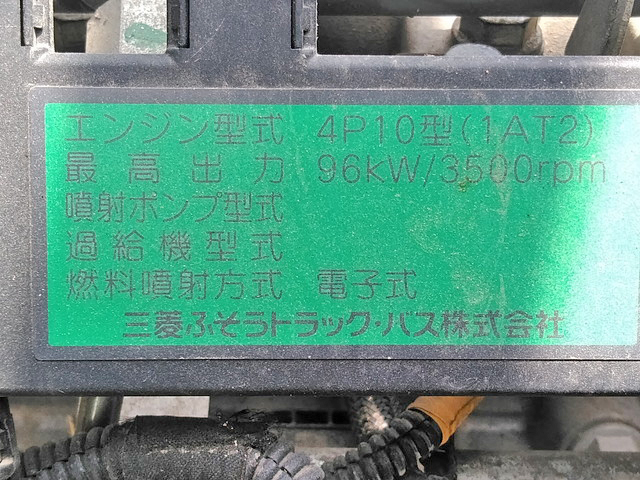 エンジン型式 4P10型(1AT2)
最高出力 96kW/3500rpm
噴射ポンプ型式
過給機型式
燃料噴射方式 電子式
三菱ふそうトラック・バス株式会社